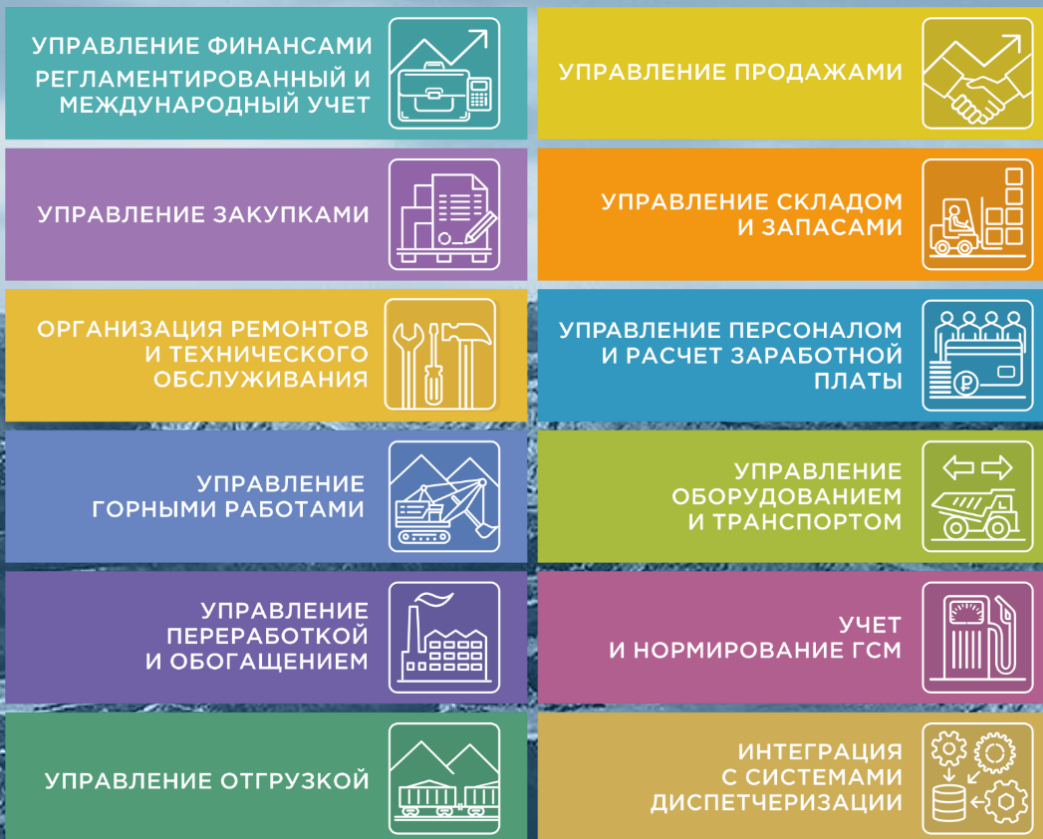 УПРАВЛЕНИЕ ФИНАНСАМИ
РЕГЛАМЕНТИРОВАННЫЙ И
МЕЖДУНАРОДНЫЙ УЧЕТ
УПРАВЛЕНИЕ ПРОДАЖАМИ
УПРАВЛЕНИЕ ЗАКУПКАМИ
УПРАВЛЕНИЕ СКЛАДОМ
И ЗАПАСАМИ
ОРГАНИЗАЦИЯ РЕМОНТОВ
И ТЕХНИЧЕСКОГО
ОБСЛУЖИВАНИЯ
УПРАВЛЕНИЕ ПЕРСОНАЛОМ
И РАСЧЕТ ЗАРАБОТНОЙ
ПЛАТЫ
УПРАВЛЕНИЕ
ГОРНЫМИ РАБОТАМИ
УПРАВЛЕНИЕ
ОБОРУДОВАНИЕМ
И ТРАНСПОРТОМ
УПРАВЛЕНИЕ
ПЕРЕРАБОТКОЙ
И ОБОГАЩЕНИЕМ
УЧЕТ
И НОРМИРОВАНИЕ ГСМ
УПРАВЛЕНИЕ ОТГРУЗКОЙ
ИНТЕГРАЦИЯ
С СИСТЕМАМИ
ДИСПЕТЧЕРИЗАЦИИ